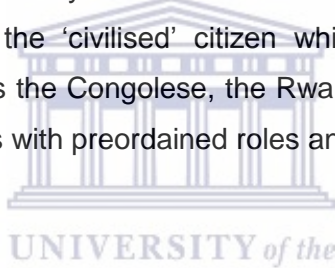 the ‘civilised’ citizen whi
s the Congolese, the Rwa
s with preordained roles an
UNIVERSITY of the